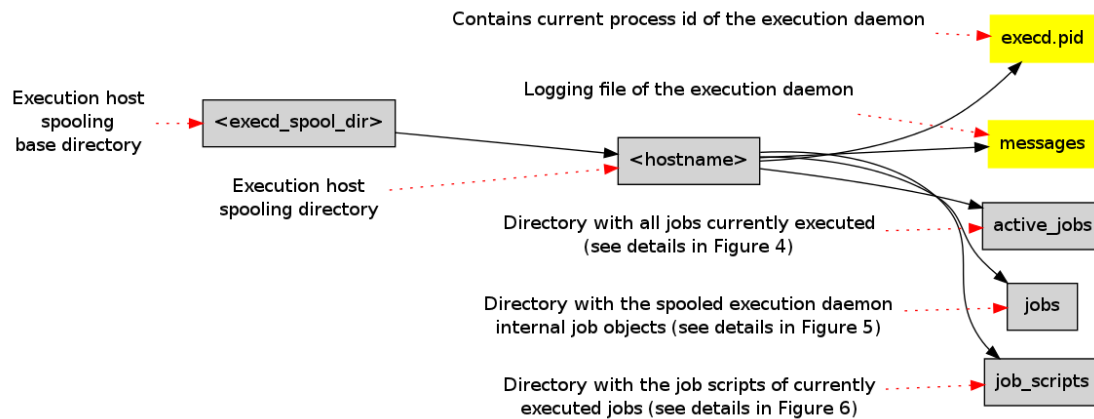 Contains current process id of the execution daemon
execd.pid
Logging file of the execution daemon
Execution host
spooling
base directory
<execd_spool_dir>
messages
<hostname>
Execution host
spooling directory
Directory with all jobs currently executed
(see details in Figure 4)
active_jobs
Directory with the spooled execution daemon
internal job objects (see details in Figure 5)
jobs
Directory with the job scripts of currently
executed jobs (see details in Figure 6)
job_scripts